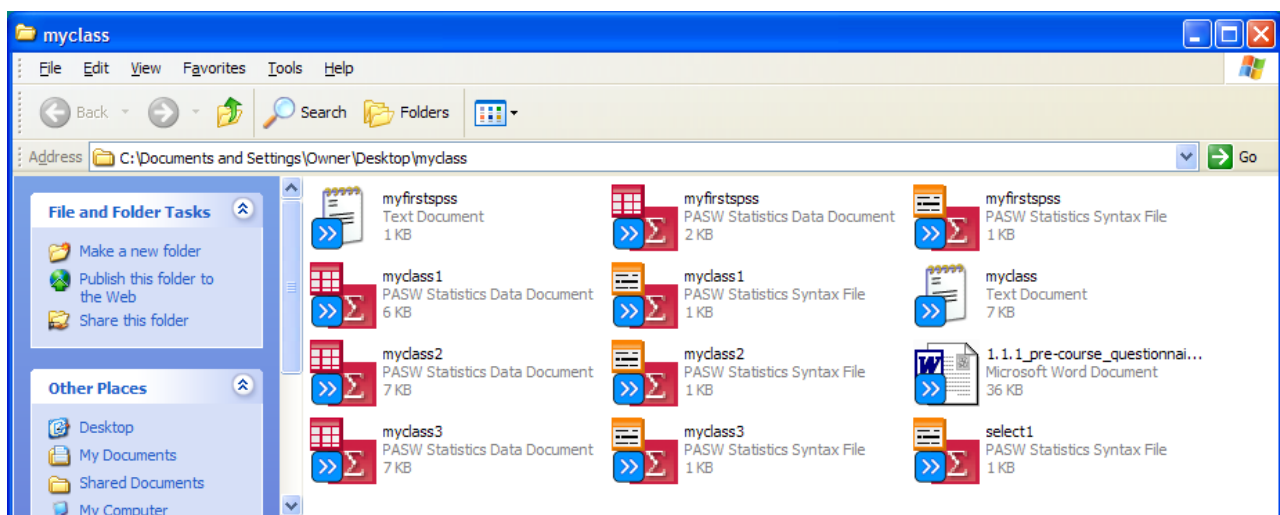 myclass
File Edit View Favorites Tools Help
Back Search Folders
Address C:\Documents and Settings\Owner\Desktop\myclass Go
File and Folder Tasks
Make a new folder
Publish this folder to
the Web
Share this folder
Other Places
Desktop
My Documents
Shared Documents
My Computer
myfirstspss
Text Document
1 KB
myfirstspss
PASW Statistics Data Document
2 KB
myfirstspss
PASW Statistics Syntax File
1 KB
myclass1
PASW Statistics Data Document
6 KB
myclass1
PASW Statistics Syntax File
1 KB
myclass
Text Document
7 KB
myclass2
PASW Statistics Data Document
7 KB
myclass2
PASW Statistics Syntax File
1 KB
1.1.1_pre-course_questionnai...
Microsoft Word Document
36 KB
myclass3
PASW Statistics Data Document
7 KB
myclass3
PASW Statistics Syntax File
1 KB
select1
PASW Statistics Syntax File
1 KB